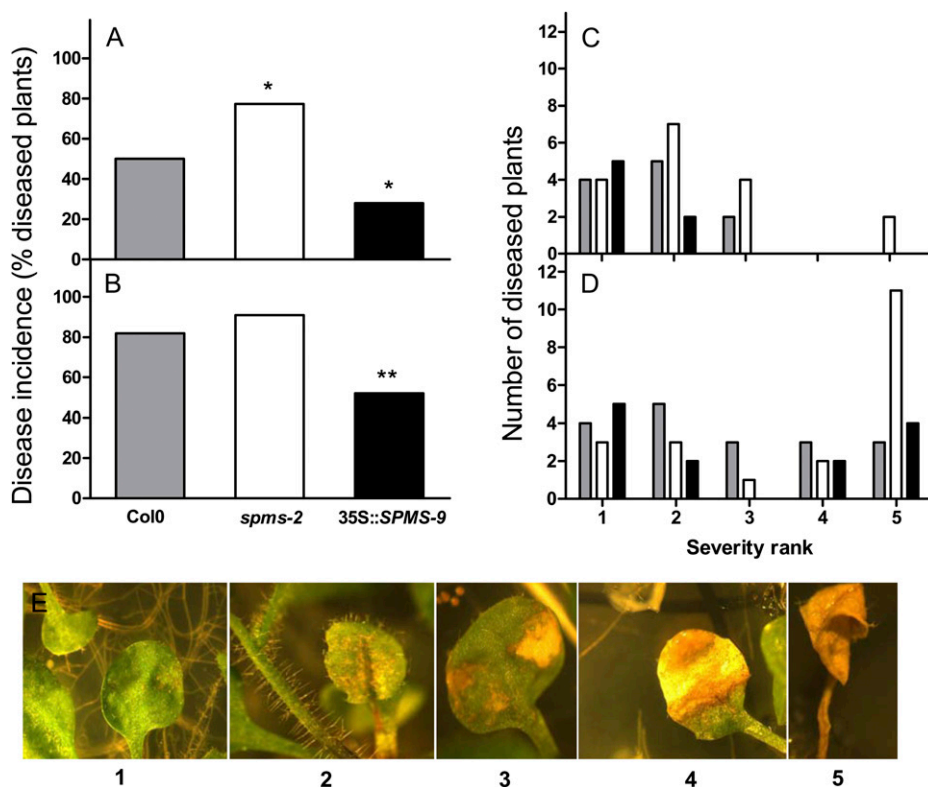 A
Disease incidence (% diseased plants)
100
80
60
40
20
0
*
*
B
100
80
60
40
20
0
**
Col0 spms-2 35S::SPMS-9
C
Number of diseased plants
12
10
8
6
4
2
0
D
12
10
8
6
4
2
0
1 2 3 4 5
Severity rank
E
1 2 3 4 5